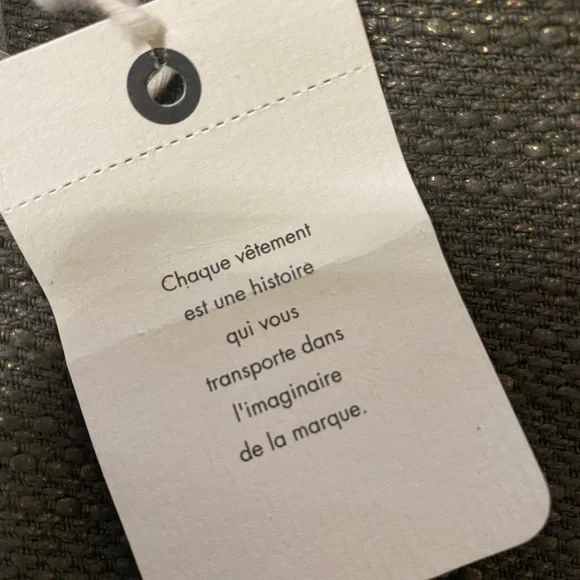 Chaque vêtement
est une histoire
qui vous
transporte dans
l'imaginaire
de la marque.